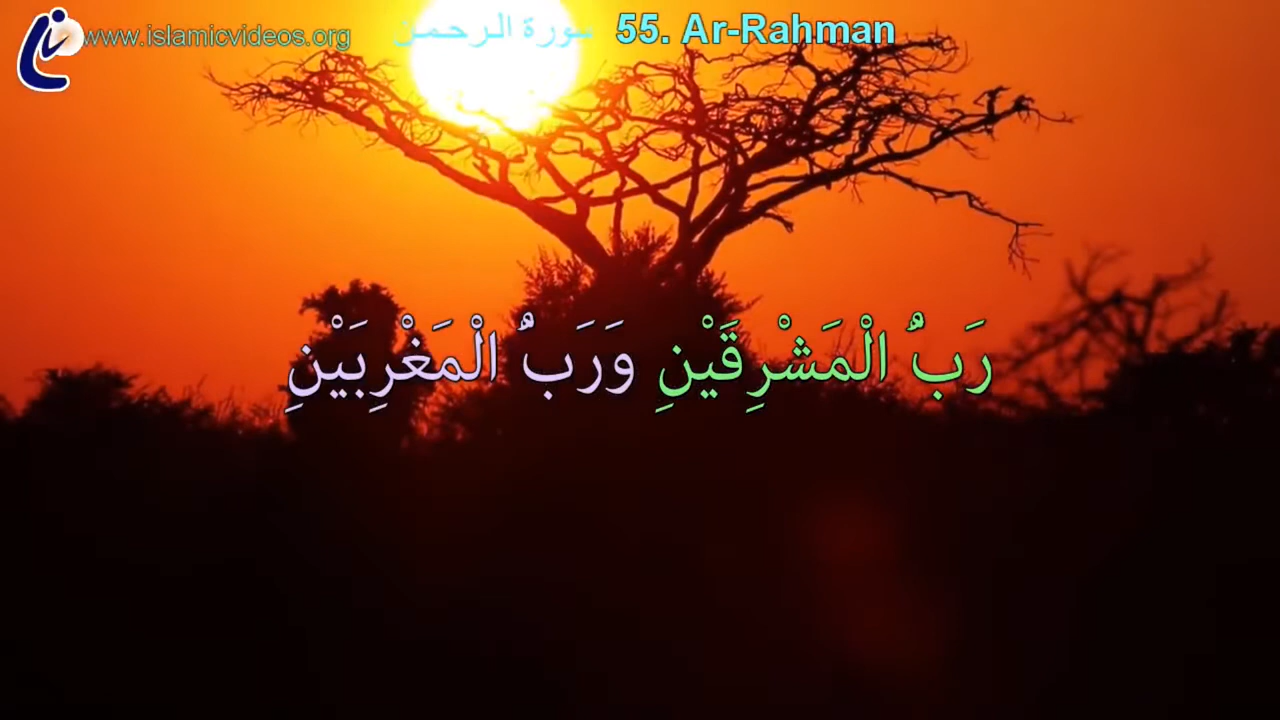 www.islamicvideos.org سورة الرحمن 55. Ar-Rahman
رَبُّ الْمَشْرِقَيْنِ وَرَبُّ الْمَغْرِبَيْنِ